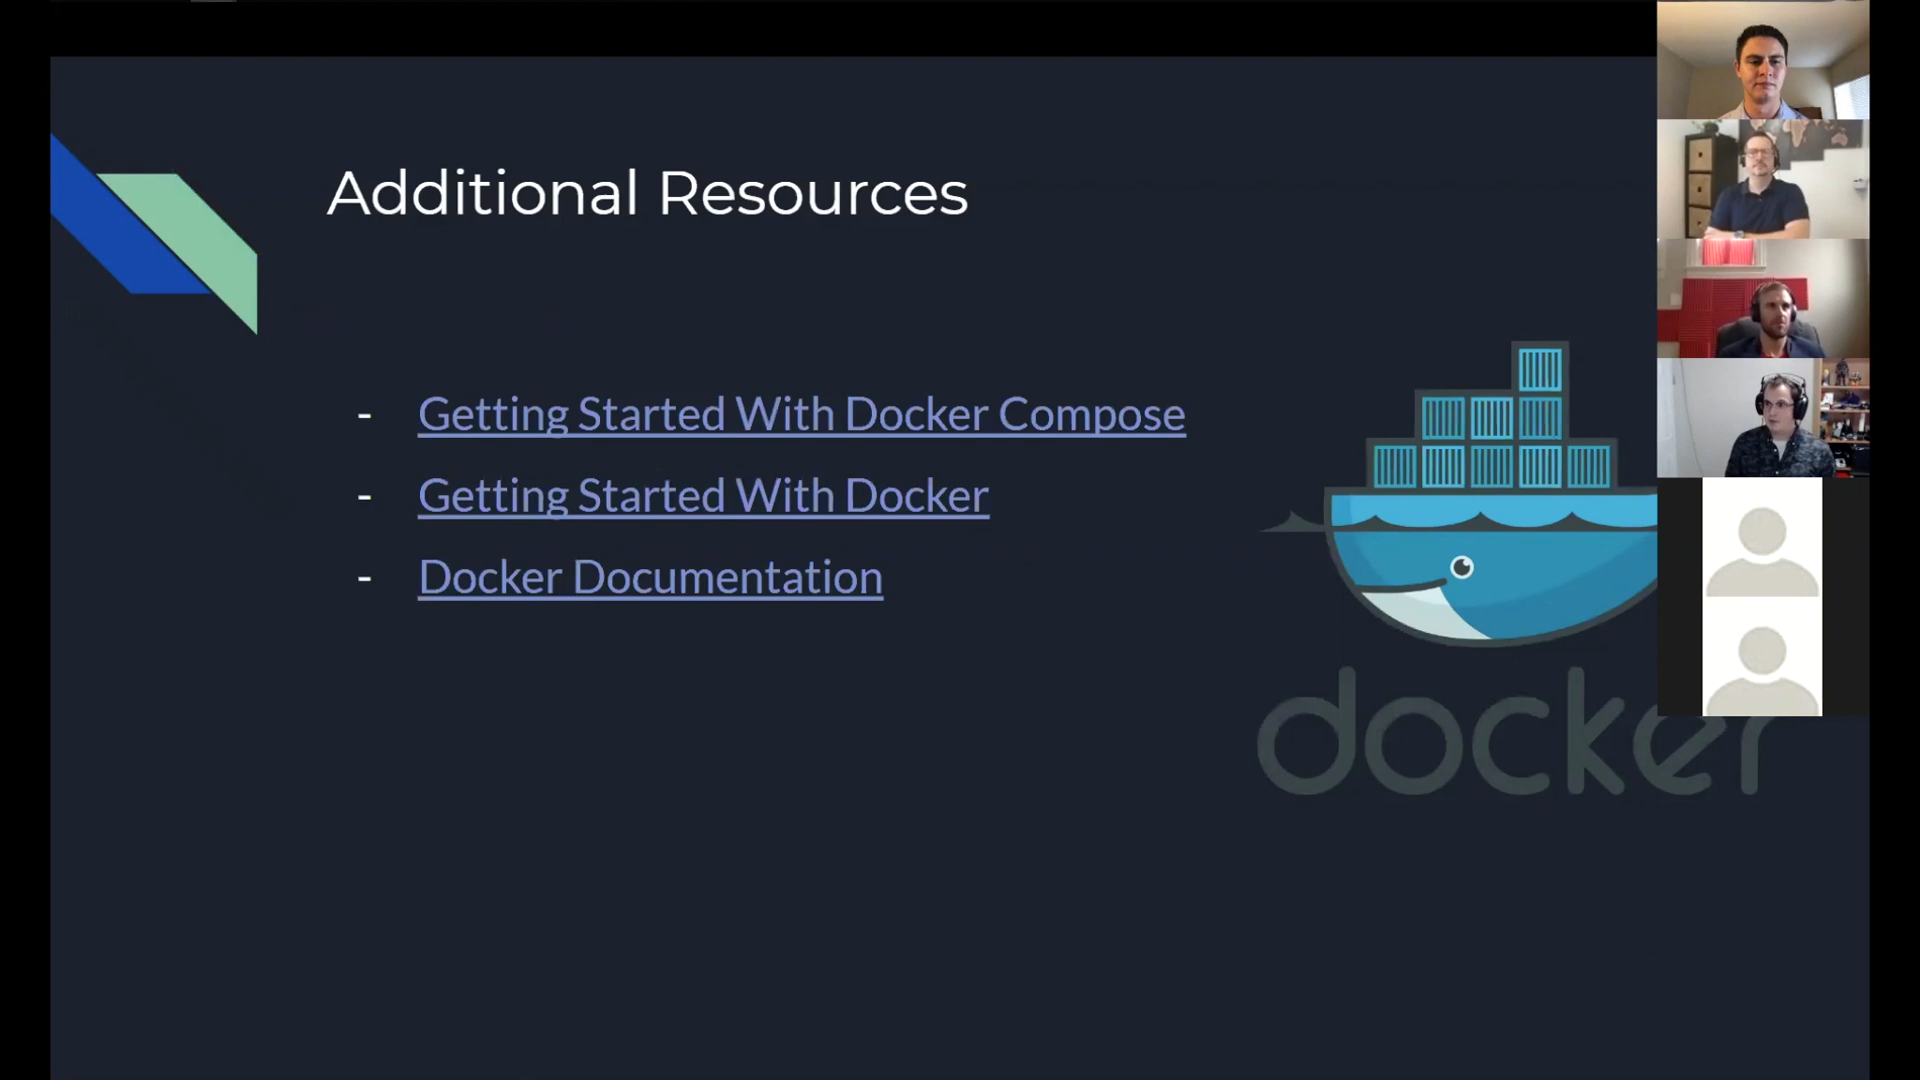 Additional Resources
- Getting Started With Docker Compose
- Getting Started With Docker
- Docker Documentation
docker